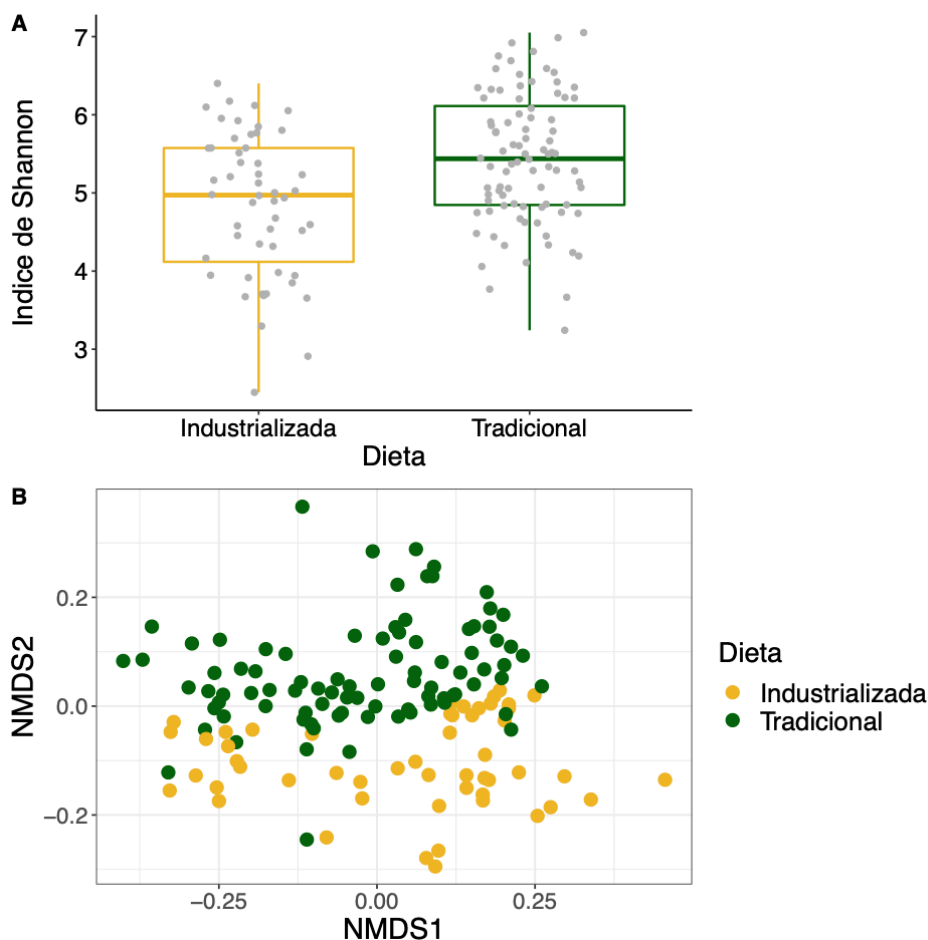 A
7
6
5
4
3
Indice de Shannon
Industrializada
Tradicional
Dieta
B
0.2
0.0
−0.2
NMDS2
−0.25
0.00
0.25
NMDS1
Dieta
Industrializada
Tradicional